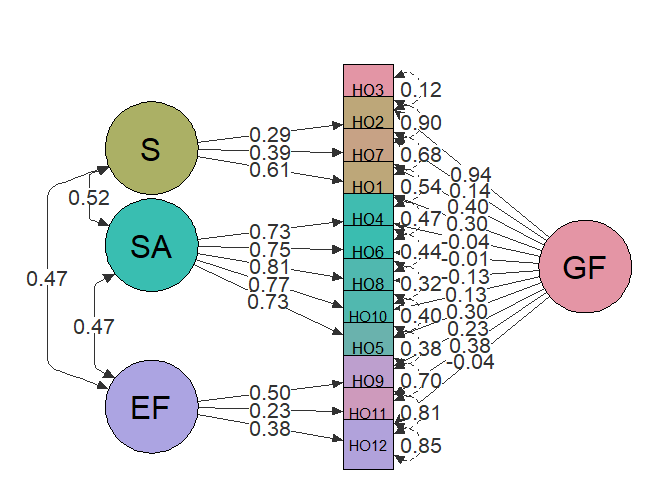 HO3
0.12
HO2
0.90
S
0.29
0.39
0.61
HO7
0.68
HO1
0.54
0.94
0.14
0.40
0.30
-0.04
-0.01
-0.13
0.13
0.30
0.23
0.38
-0.04
GF
0.52
0.47
SA
0.73
0.75
0.81
0.77
0.73
HO4
0.47
HO6
0.44
HO8
0.32
HO10
0.40
HO5
0.38
0.47
EF
0.50
0.23
0.38
HO9
0.70
HO11
0.81
HO12
0.85